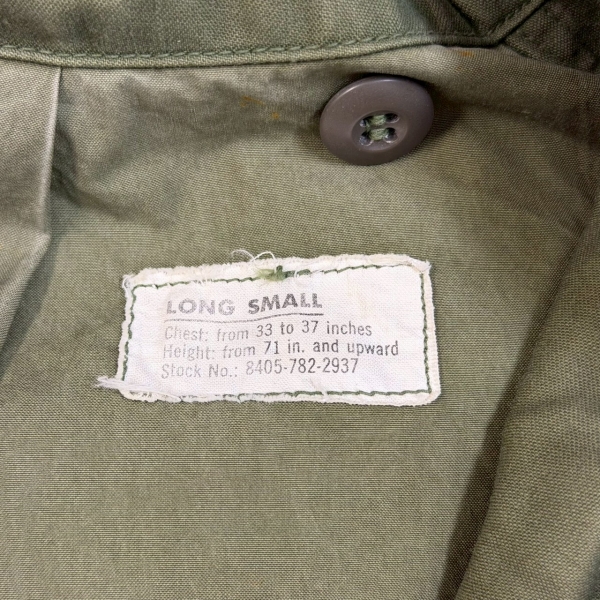 LONG SMALL
Chest: from 33 to 37 inches
Height: from 71 in. and upward
Stock No.: 8405-782-2937